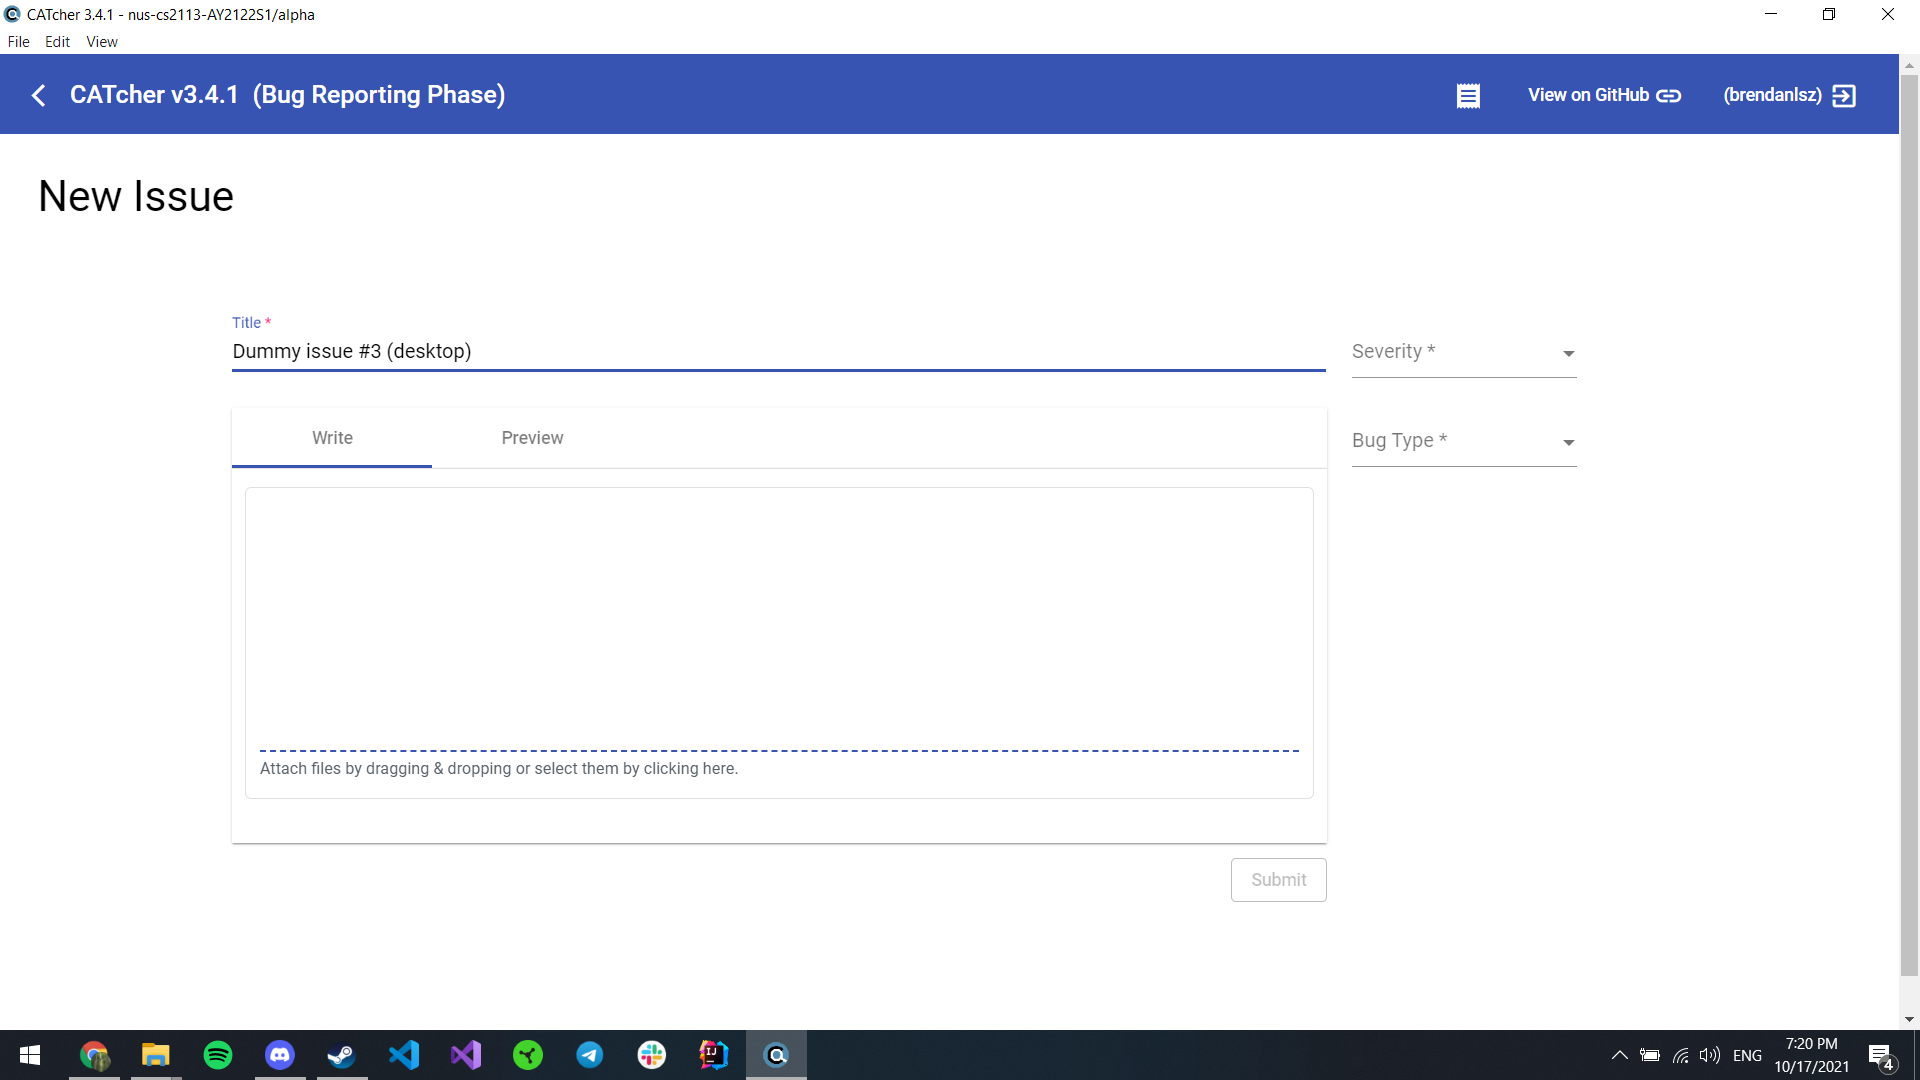 CATcher 3.4.1 - nus-cs2113-AY2122S1/alpha
File Edit View
CATcher v3.4.1 (Bug Reporting Phase)
View on GitHub
(brendanlsz)
New Issue
Title *
Dummy issue #3 (desktop)
Severity *
Write
Preview
Bug Type *
Attach files by dragging & dropping or select them by clicking here.
Submit
ENG
7:20 PM
10/17/2021
4